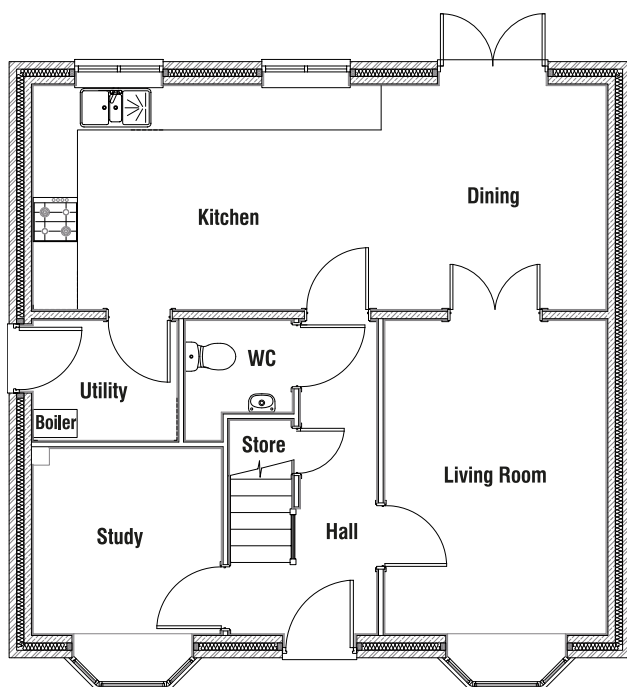 Dining
Kitchen
WC
Utility
Boiler
Store
Living Room
Hall
Study